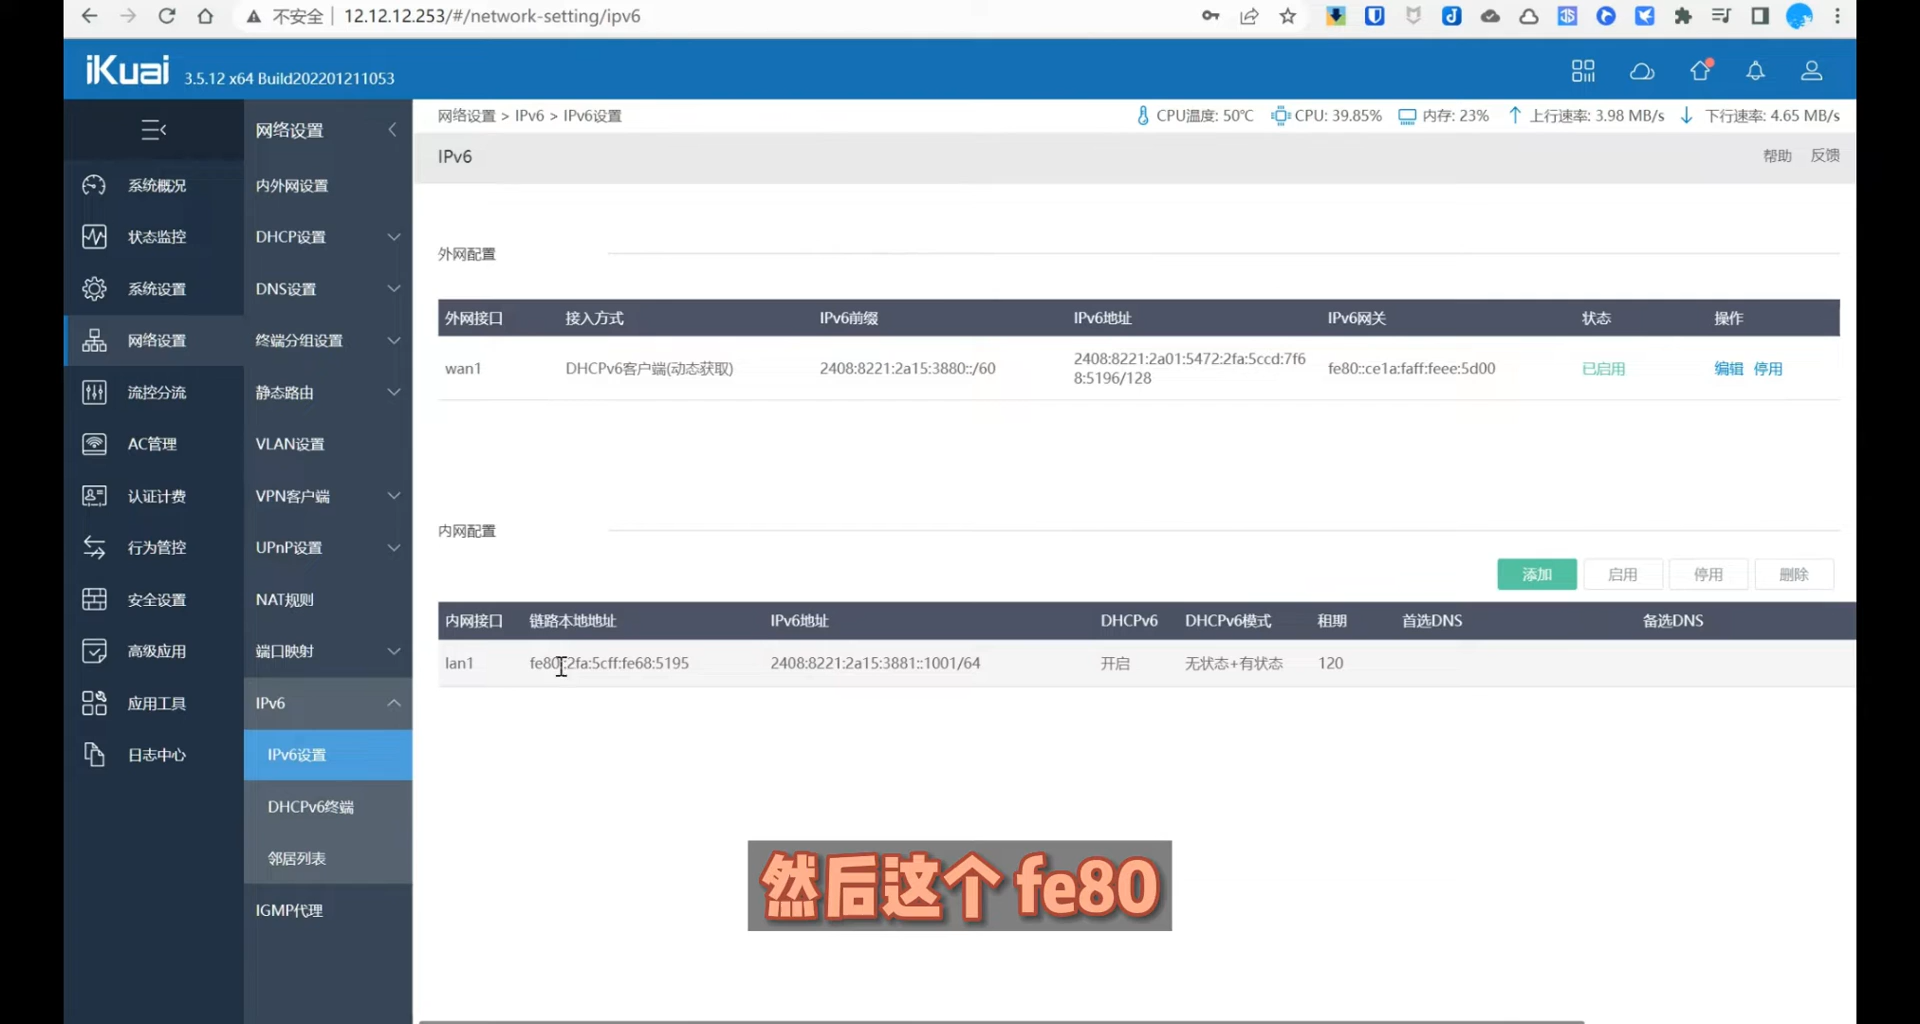 不安全 12.12.12.253/#/network-setting/ipv6
iKuai 3.5.12 x64 Build202201211053
系统概况
状态监控
系统设置
网络设置
流控分流
AC管理
认证计费
行为管控
安全设置
高级应用
应用工具
日志中心
网络设置
内外网设置
DHCP设置
DNS设置
终端分组设置
静态路由
VLAN设置
VPN客户端
UPnP设置
NAT规则
端口映射
IPv6
IPv6设置
DHCPv6终端
邻居列表
IGMP代理
网络设置 > IPv6 > IPv6设置 CPU温度: 50℃ CPU: 39.85% 内存: 23% 上行速率: 3.98 MB/s 下行速率: 4.65 MB/s
IPv6 帮助 反馈
外网配置
外网接口 接入方式 IPv6前缀 IPv6地址 IPv6网关 状态 操作
wan1 DHCPv6客户端(动态获取) 2408:8221:2a15:3880::/60 2408:8221:2a01:5472:2fa:5ccd:7f6 fe80::ce1a:faff:feee:5d00 已启用 编辑 停用
8:5196/128
内网配置
添加 启用 停用 删除
内网接口 链路本地地址 IPv6地址 DHCPv6 DHCPv6模式 租期 首选DNS 备选DNS
lan1 fe80::2fa:5cff:fe68:5195 2408:8221:2a15:3881::1001/64 开启 无状态+有状态 120
然后这个 fe80